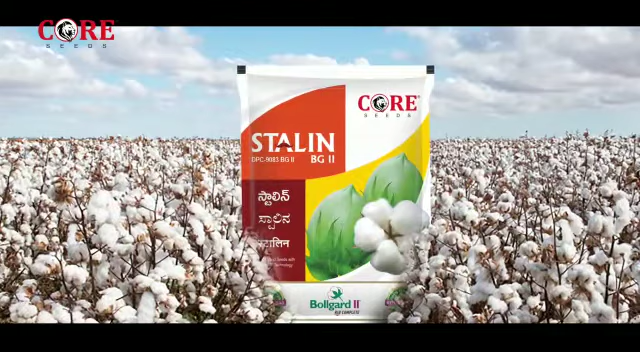 CORE
SEEDS
CORE
SEEDS
STALIN
DPC-9083 BG II BG II
స్టాలిన్
ಸ್ಟಾಲಿನ
स्टालिन
Bollgard II